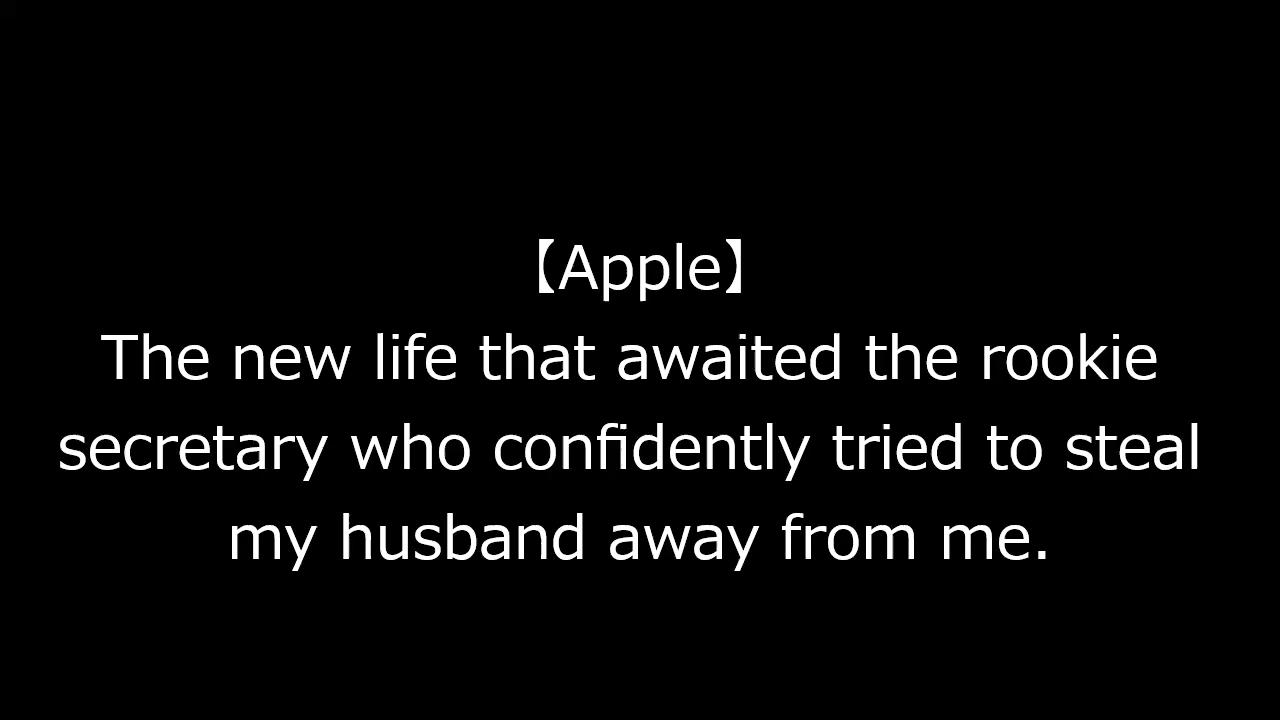 【Apple】
The new life that awaited the rookie
secretary who confidently tried to steal
my husband away from me.